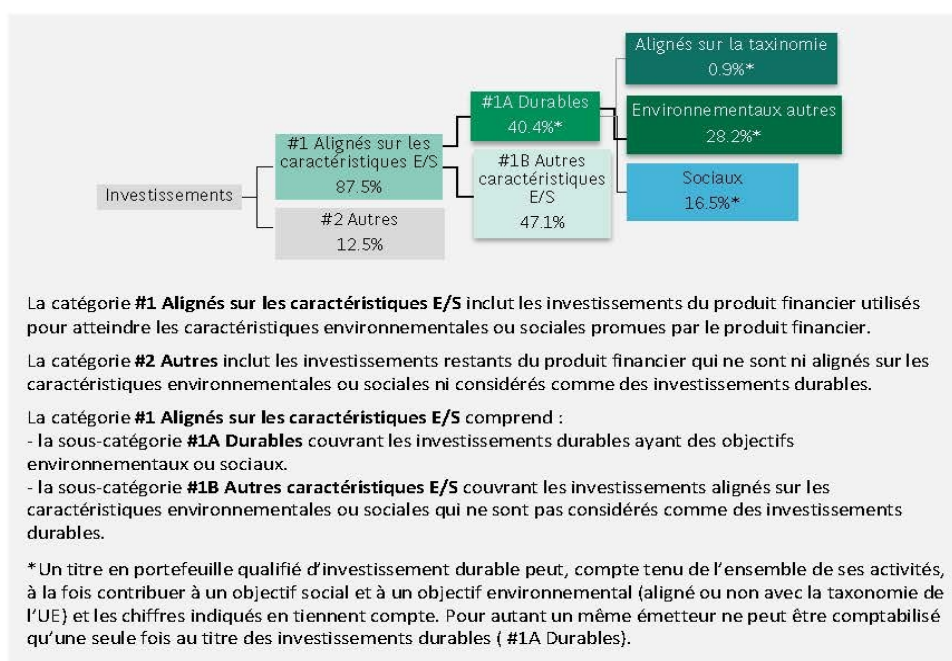 Alignés sur la taxinomie
0.9%*
#1A Durables
40.4%*
Environnementaux autres
28.2%*
#1 Alignés sur les
caractéristiques E/S
87.5%
#1B Autres
caractéristiques
E/S
47.1%
Sociaux
16.5%*
Investissements
#2 Autres
12.5%
La catégorie #1 Alignés sur les caractéristiques E/S inclut les investissements du produit financier utilisés
pour atteindre les caractéristiques environnementales ou sociales promues par le produit financier.
La catégorie #2 Autres inclut les investissements restants du produit financier qui ne sont ni alignés sur les
caractéristiques environnementales ou sociales ni considérés comme des investissements durables.
La catégorie #1 Alignés sur les caractéristiques E/S comprend :
- la sous-catégorie #1A Durables couvrant les investissements durables ayant des objectifs
environnementaux ou sociaux.
- la sous-catégorie #1B Autres caractéristiques E/S couvrant les investissements alignés sur les
caractéristiques environnementales ou sociales qui ne sont pas considérés comme des investissements
durables.
*Un titre en portefeuille qualifié d'investissement durable peut, compte tenu de l'ensemble de ses activités,
à la fois contribuer à un objectif social et à un objectif environnemental (aligné ou non avec la taxonomie de
l'UE) et les chiffres indiqués en tiennent compte. Pour autant un même émetteur ne peut être comptabilisé
qu'une seule fois au titre des investissements durables ( #1A Durables).